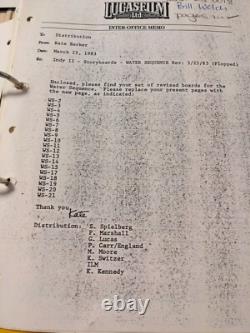 Bill Welch
pages
LUCASFILM
Ltd.
INTER-OFFICE MEMO
To Distribution
From Kate Barker
Date March 23, 1983
Re: Indy II - Storyboards - WATER SEQUENCE Rev: 3/23/83 (Flopped)
Enclosed, please find your set of revised boards for the
Water Sequence. Please replace your present pages with
the new page, as indicated:
WS-2
WS-3
WS-4
WS-5
WS-6
WS-7
WS-8
WS-9
WS-10
WS-11
WS-12
WS-13
WS-14
WS-15
WS-16
WS-17
WS-18
WS-19
WS-20
WS-21
Thank you,
Kate
Distribution: S. Spielberg
F. Marshall
G. Lucas
P. Carr/England
M. Moore
K. Switzer
ILM
K. Kennedy